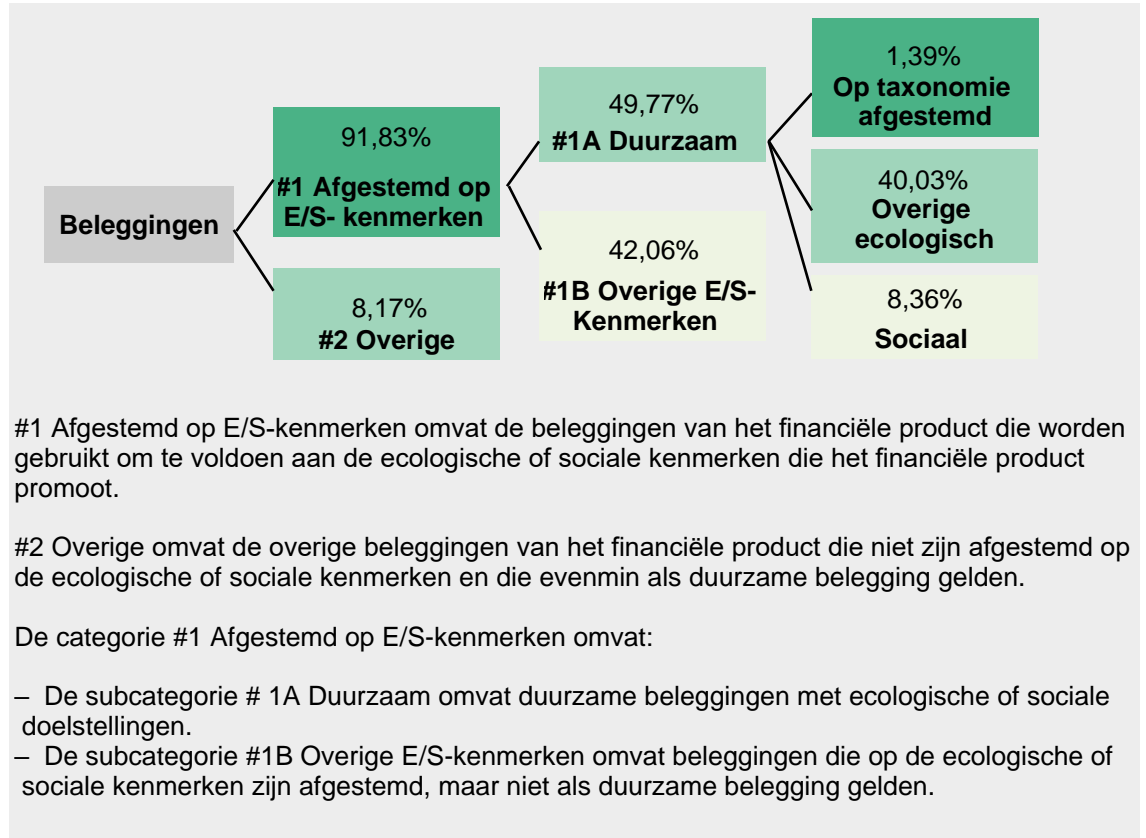 Beleggingen
91,83%
#1 Afgestemd op
E/S- kenmerken
8,17%
#2 Overige
49,77%
#1A Duurzaam
42,06%
#1B Overige E/S-
Kenmerken
1,39%
Op taxonomie
afgestemd
40,03%
Overige
ecologisch
8,36%
Sociaal
#1 Afgestemd op E/S-kenmerken omvat de beleggingen van het financiële product die worden
gebruikt om te voldoen aan de ecologische of sociale kenmerken die het financiële product
promoot.
#2 Overige omvat de overige beleggingen van het financiële product die niet zijn afgestemd op
de ecologische of sociale kenmerken en die evenmin als duurzame belegging gelden.
De categorie #1 Afgestemd op E/S-kenmerken omvat:
– De subcategorie # 1A Duurzaam omvat duurzame beleggingen met ecologische of sociale
doelstellingen.
– De subcategorie #1B Overige E/S-kenmerken omvat beleggingen die op de ecologische of
sociale kenmerken zijn afgestemd, maar niet als duurzame belegging gelden.